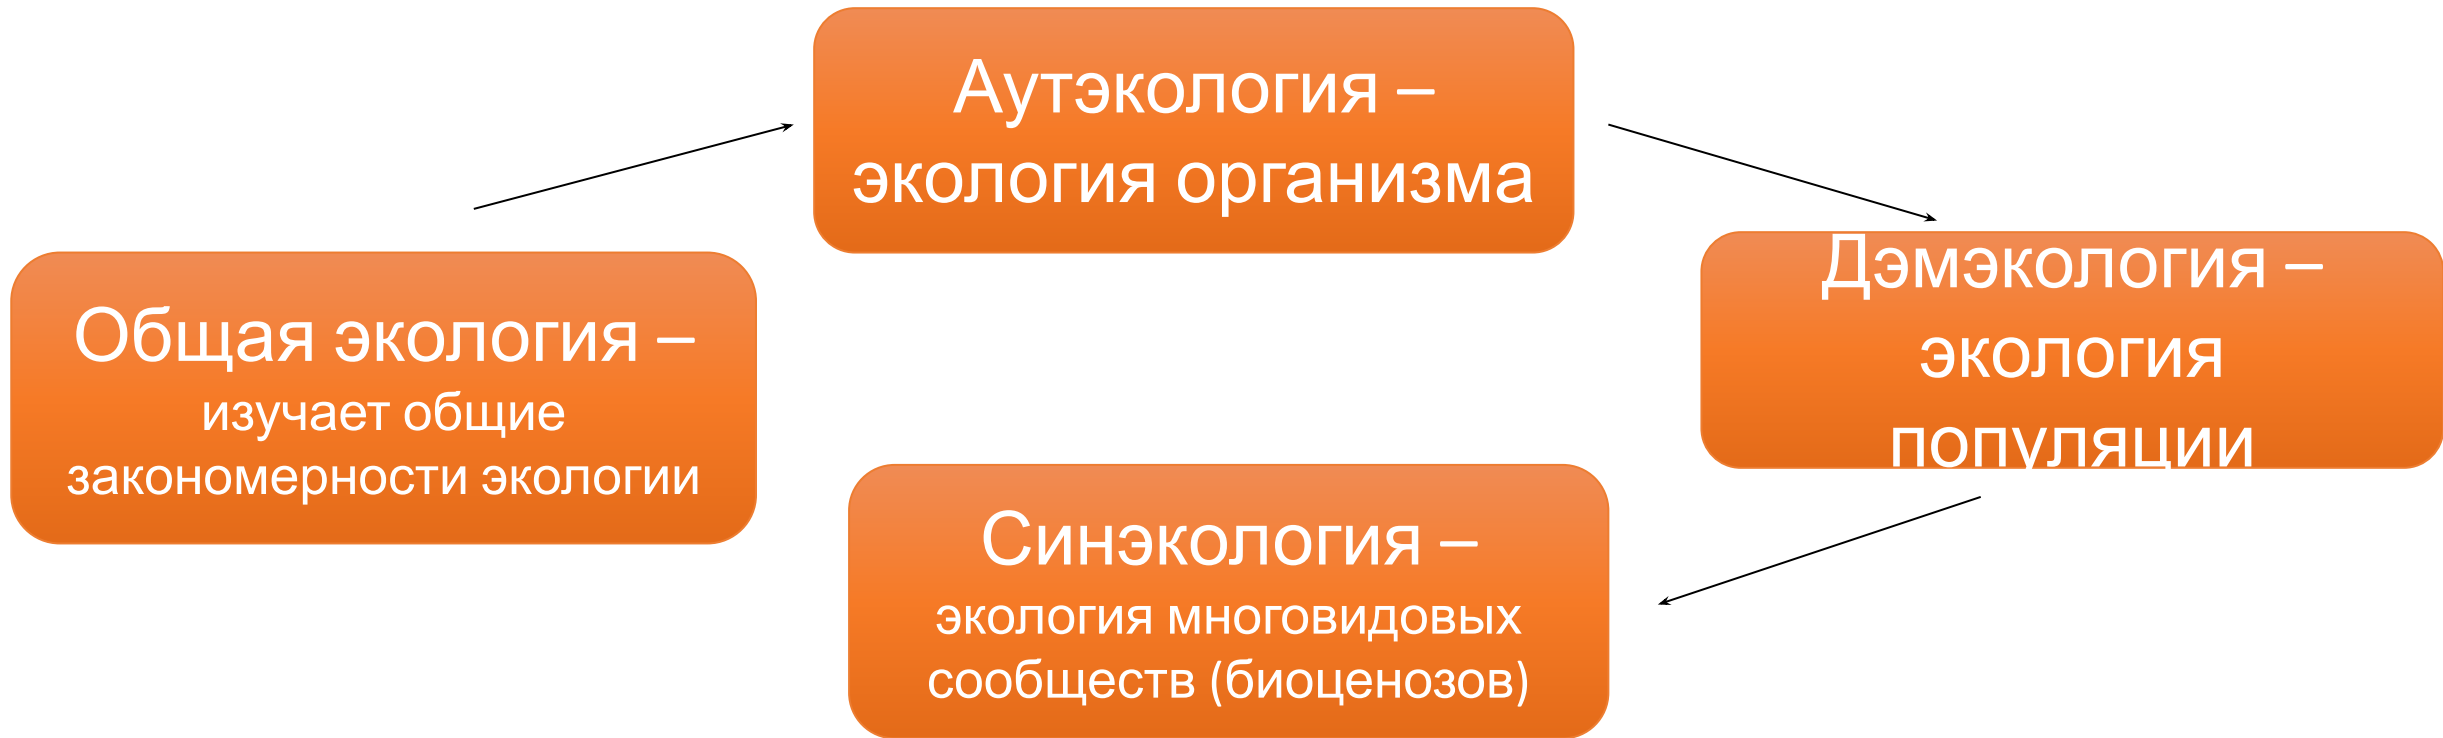 Аутэкология –
экология организма
Общая экология –
изучает общие
закономерности экологии
Дэмэкология –
экология
популяции
Синэкология –
экология многовидовых
сообществ (биоценозов)